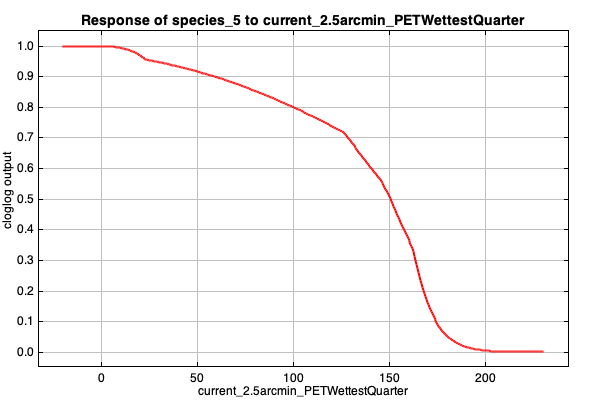 Response of species_5 to current_2.5arcmin_PETWettestQuarter
1.0
0.9
0.8
0.7
0.6
0.5
0.4
0.3
0.2
0.1
0.0
cloglog output
0 50 100 150 200
current_2.5arcmin_PETWettestQuarter